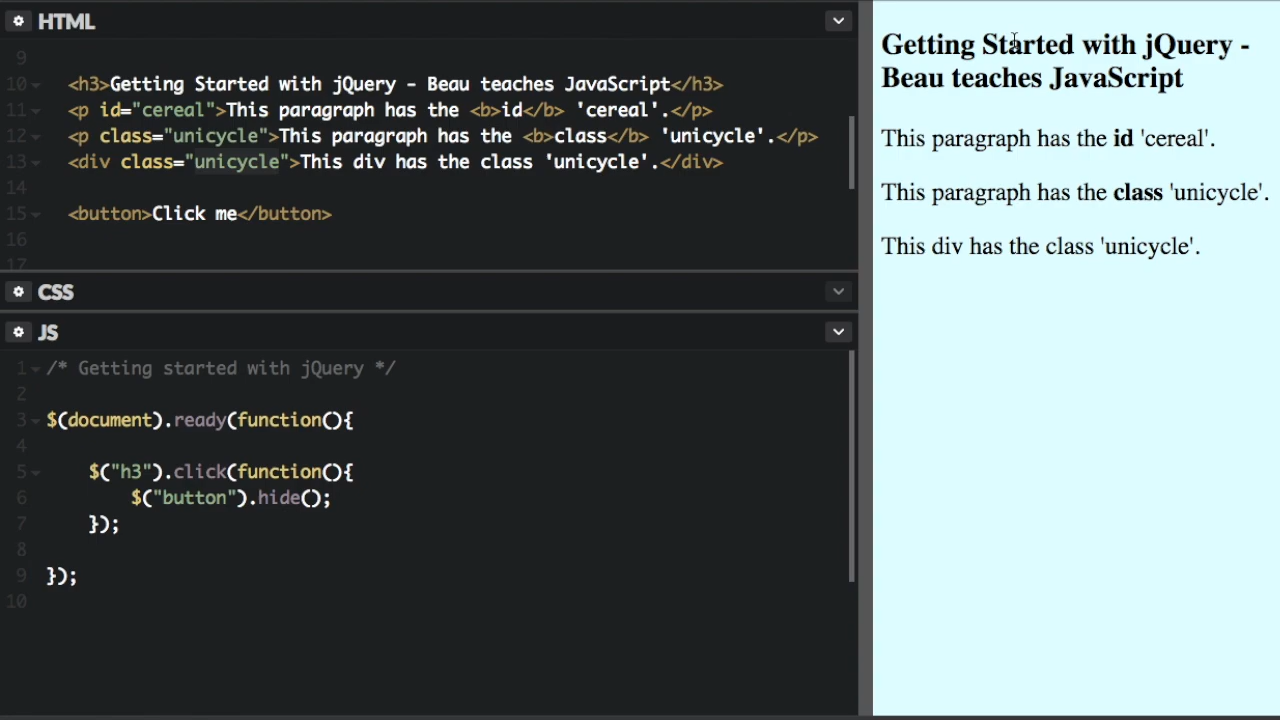 HTML
9
10 <h3>Getting Started with jQuery - Beau teaches JavaScript</h3>
11 <p id="cereal">This paragraph has the <b>id</b> 'cereal'.</p>
12 <p class="unicycle">This paragraph has the <b>class</b> 'unicycle'.</p>
13 <div class="unicycle">This div has the class 'unicycle'.</div>
14
15 <button>Click me</button>
16
17
CSS
JS
1 /* Getting started with jQuery */
2
3 $(document).ready(function(){
4
5 $("h3").click(function(){
6 $("button").hide();
7 });
8
9 });
10
Getting Started with jQuery -
Beau teaches JavaScript
This paragraph has the id 'cereal'.
This paragraph has the class 'unicycle'.
This div has the class 'unicycle'.